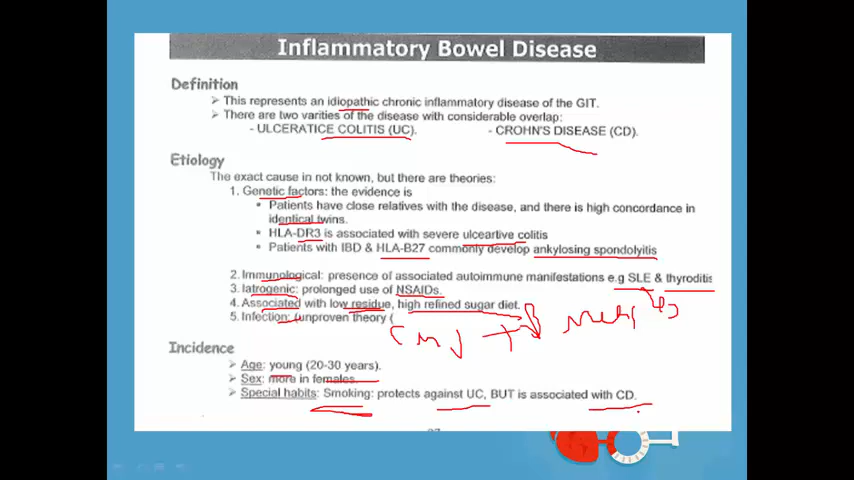 Inflammatory Bowel Disease
Definition
➢ This represents an idiopathic chronic inflammatory disease of the GIT.
➢ There are two varities of the disease with considerable overlap:
- ULCERATICE COLITIS (UC). - CROHN'S DISEASE (CD).
Etiology
The exact cause in not known, but there are theories:
1. Genetic factors: the evidence is
• Patients have close relatives with the disease, and there is high concordance in
identical twins.
• HLA-DR3 is associated with severe ulceartive colitis
• Patients with IBD & HLA-B27 commonly develop ankylosing spondolyitis
2. Immunological: presence of associated autoimmune manifestations e.g SLE & thyroditis
3. Iatrogenic: prolonged use of NSAIDs.
4. Associated with low residue, high refined sugar diet.
5. Infection: (unproven theory (
Incidence
➢ Age: young (20-30 years).
➢ Sex: more in females.
➢ Special habits: Smoking: protects against UC, BUT is associated with CD.